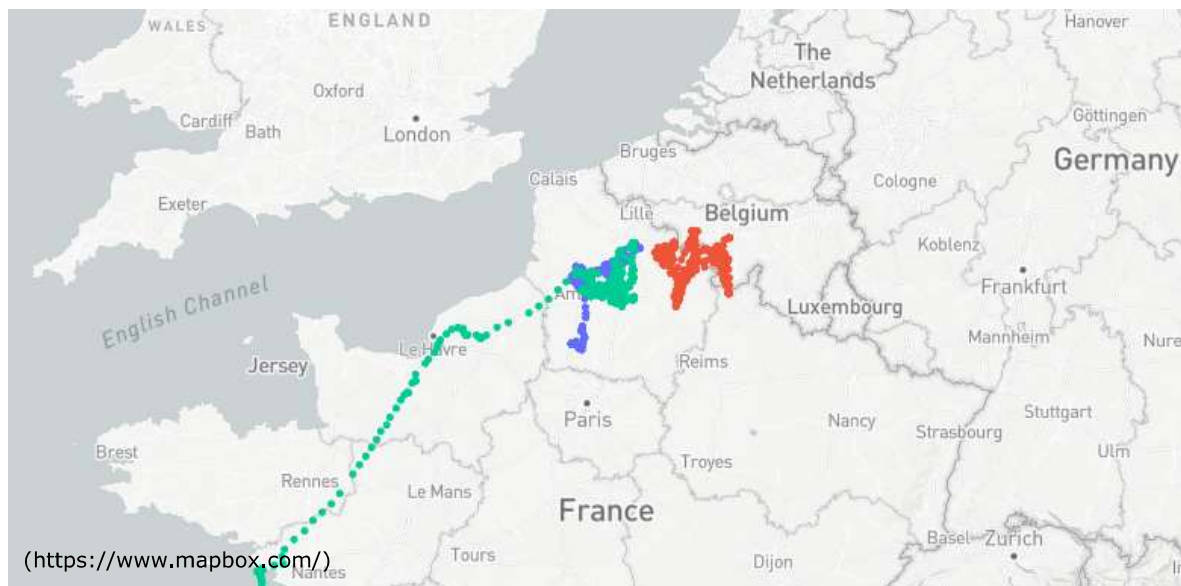 WALES
ENGLAND
Hanover
The
Netherlands
Oxford
Göttingen
Cardiff
Bath
London
Bruges
Germany
Calais
Cologne
Exeter
Lille
Belgium
Koblenz
Frankfurt
English Channel
Am
Luxembourg
Mannheim
Nure
Le Havre
Jersey
Reims
Paris
Nancy
Stuttgart
Strasbourg
Brest
Ulm
Troyes
Rennes
Le Mans
France
Basel
Zurich
(https://www.mapbox.com/)
Nantes
Tours
Dijon
In